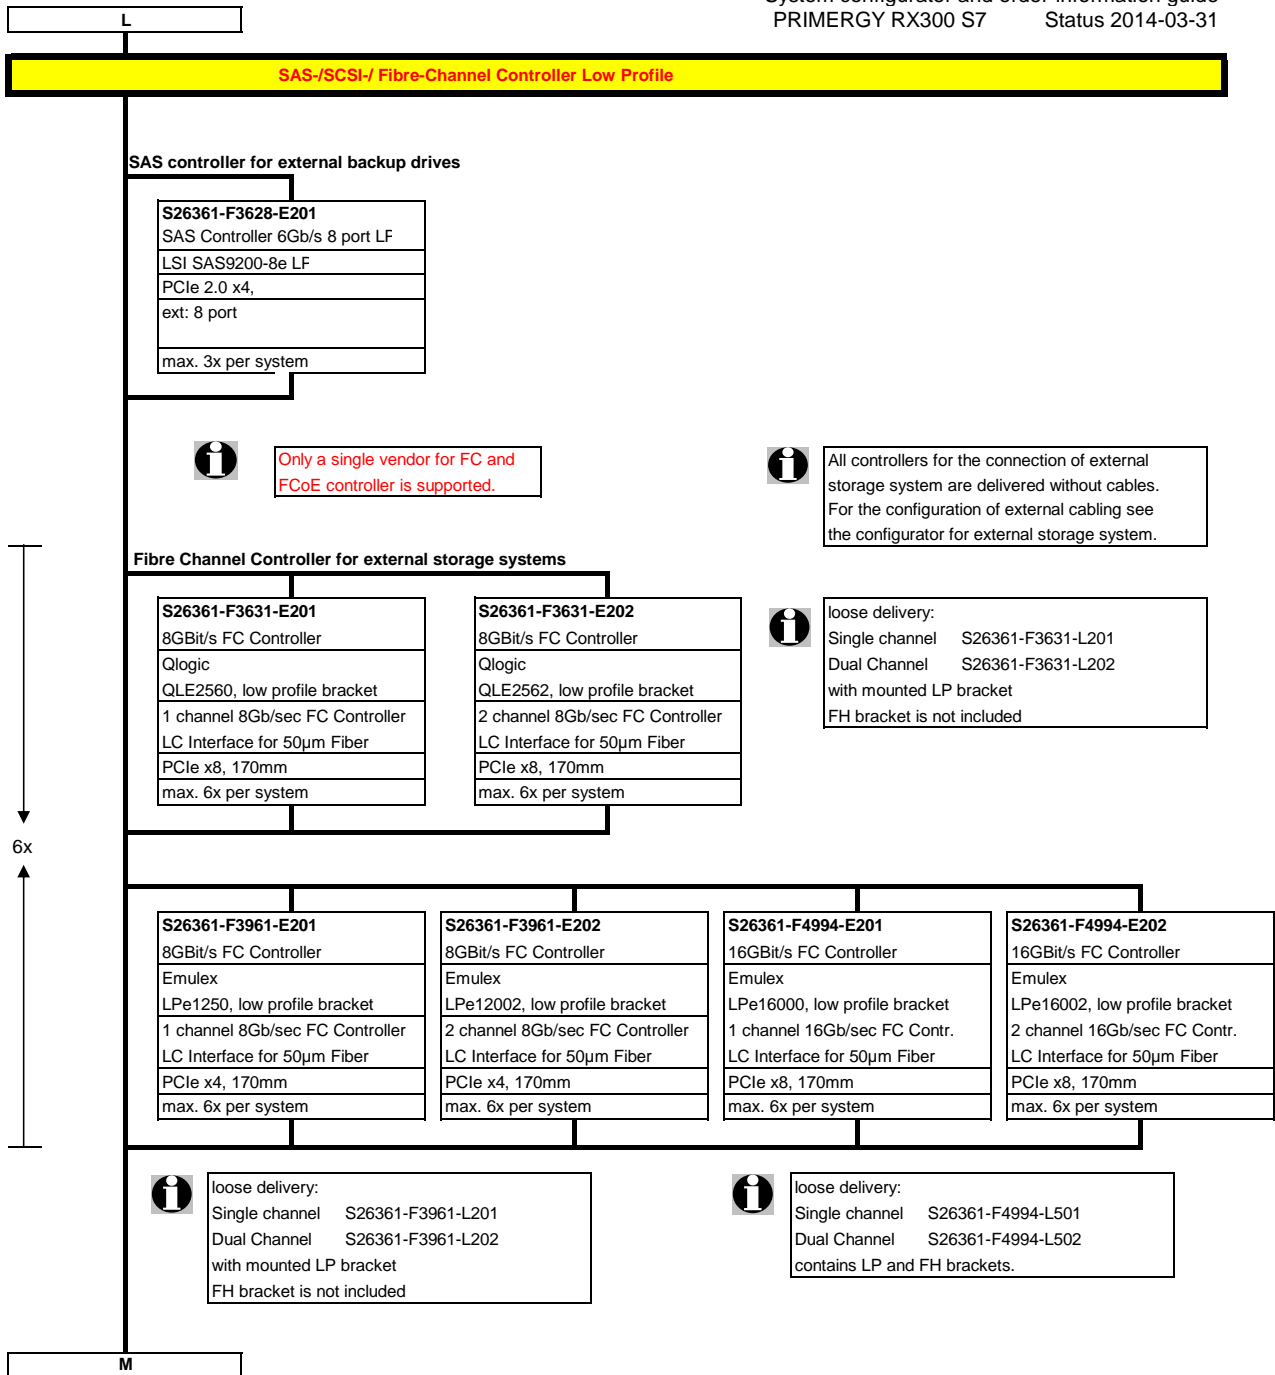 System configurator and order information guide
PRIMERGY RX300 S7 Status 2014-03-31
L
SAS-/SCSI-/ Fibre-Channel Controller Low Profile
SAS controller for external backup drives
S26361-F3628-E201
SAS Controller 6Gb/s 8 port LP
LSI SAS9200-8e LP
PCIe 2.0 x4,
ext: 8 port
max. 3x per system
Only a single vendor for FC and
FCoE controller is supported.
All controllers for the connection of external
storage system are delivered without cables.
For the configuration of external cabling see
the configurator for external storage system.
Fibre Channel Controller for external storage systems
S26361-F3631-E201
8GBit/s FC Controller
Qlogic
QLE2560, low profile bracket
1 channel 8Gb/sec FC Controller
LC Interface for 50µm Fiber
PCIe x8, 170mm
max. 6x per system
S26361-F3631-E202
8GBit/s FC Controller
Qlogic
QLE2562, low profile bracket
2 channel 8Gb/sec FC Controller
LC Interface for 50µm Fiber
PCIe x8, 170mm
max. 6x per system
loose delivery:
Single channel S26361-F3631-L201
Dual Channel S26361-F3631-L202
with mounted LP bracket
FH bracket is not included
6x
S26361-F3961-E201
8GBit/s FC Controller
Emulex
LPe1250, low profile bracket
1 channel 8Gb/sec FC Controller
LC Interface for 50µm Fiber
PCIe x4, 170mm
max. 6x per system
S26361-F3961-E202
8GBit/s FC Controller
Emulex
LPe12002, low profile bracket
2 channel 8Gb/sec FC Controller
LC Interface for 50µm Fiber
PCIe x4, 170mm
max. 6x per system
S26361-F4994-E201
16GBit/s FC Controller
Emulex
LPe16000, low profile bracket
1 channel 16Gb/sec FC Contr.
LC Interface for 50µm Fiber
PCIe x8, 170mm
max. 6x per system
S26361-F4994-E202
16GBit/s FC Controller
Emulex
LPe16002, low profile bracket
2 channel 16Gb/sec FC Contr.
LC Interface for 50µm Fiber
PCIe x8, 170mm
max. 6x per system
loose delivery:
Single channel S26361-F3961-L201
Dual Channel S26361-F3961-L202
with mounted LP bracket
FH bracket is not included
loose delivery:
Single channel S26361-F4994-L501
Dual Channel S26361-F4994-L502
contains LP and FH brackets.
M